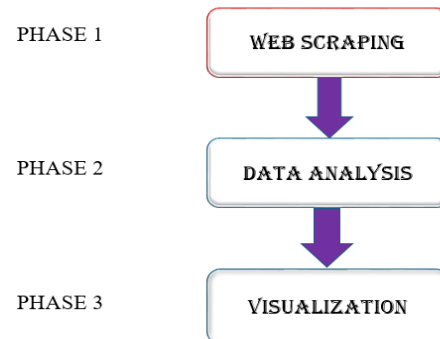 PHASE 1
WEB SCRAPING
PHASE 2
DATA ANALYSIS
PHASE 3
VISUALIZATION